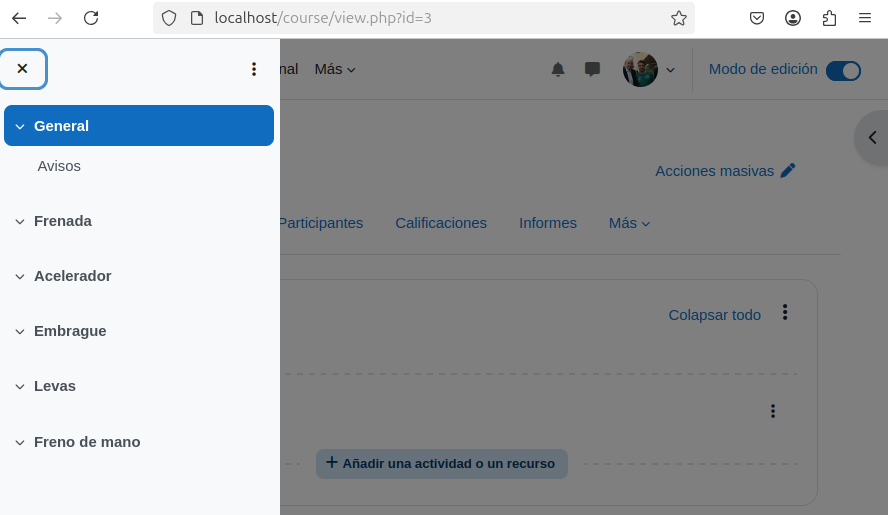 localhost/course/view.php?id=3
nal Más
Modo de edición
General
Avisos
Acciones masivas
Frenada
Participantes Calificaciones Informes Más
Acelerador
Colapsar todo
Embrague
Levas
Freno de mano
+ Añadir una actividad o un recurso